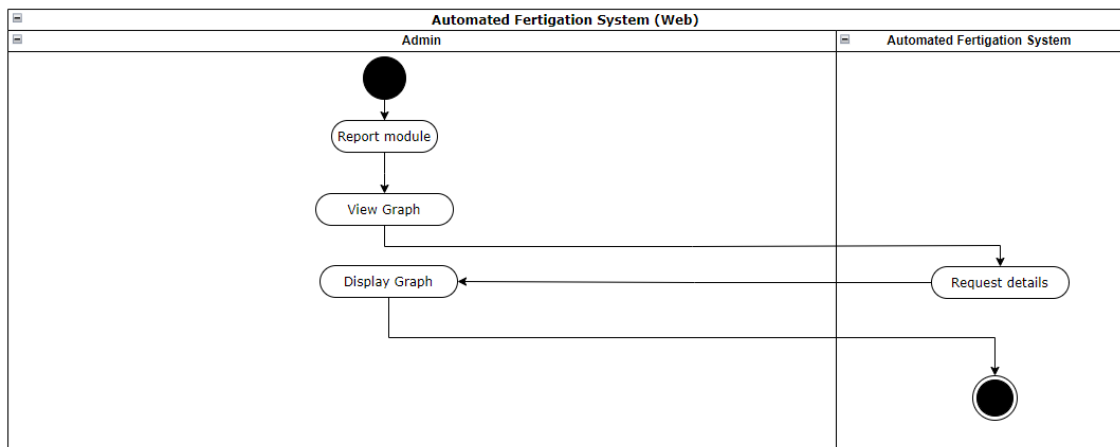 Automated Fertigation System (Web)
Admin
Automated Fertigation System
Report module
View Graph
Display Graph
Request details